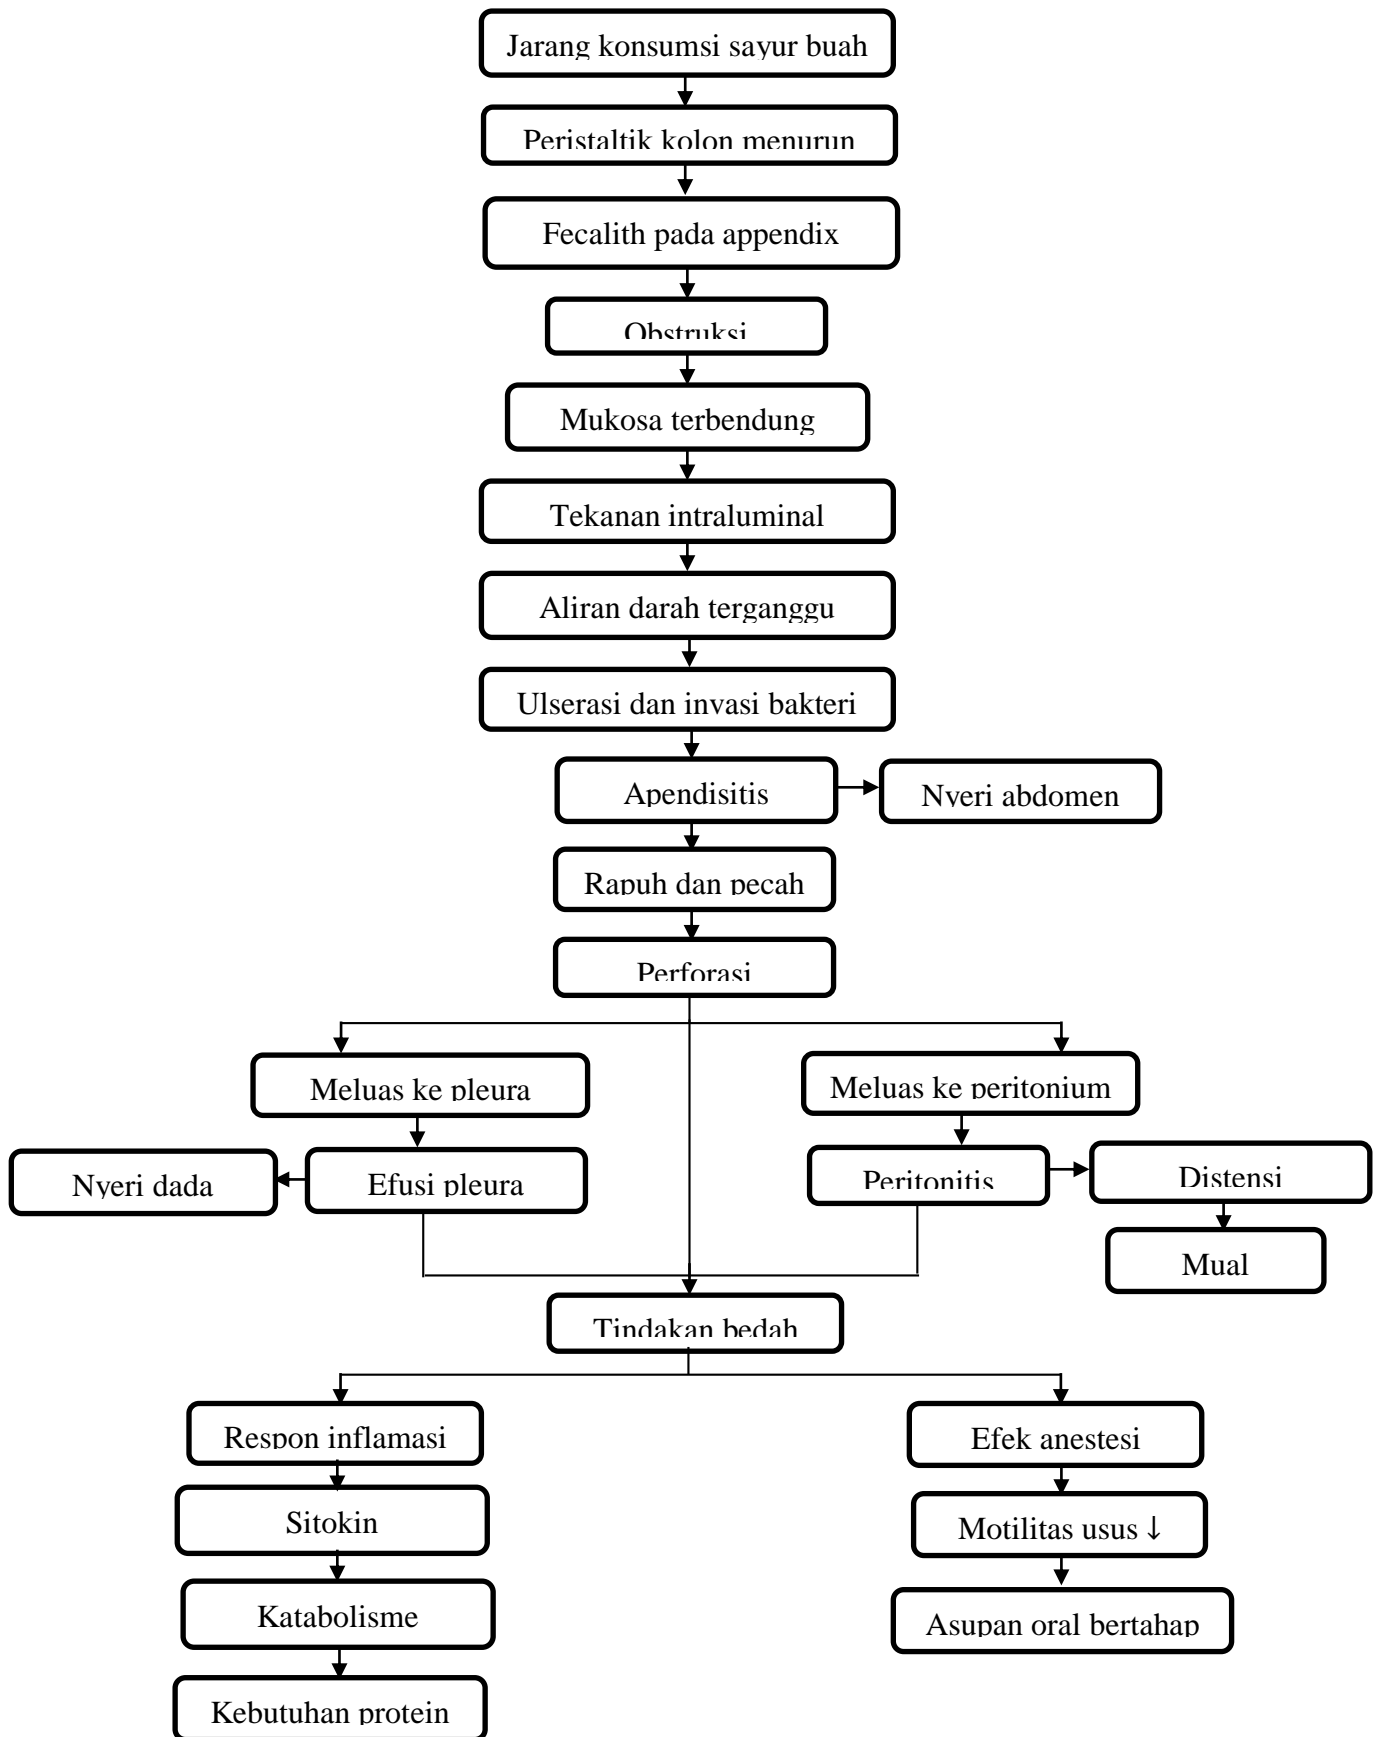 Jarang konsumsi sayur buah
Peristaltik kolon menurun
Fecalith pada appendix
Obstruksi
Mukosa terbendung
Tekanan intraluminal
Aliran darah terganggu
Ulserasi dan invasi bakteri
Apendisitis
Nyeri abdomen
Rapuh dan pecah
Perforasi
Meluas ke pleura
Meluas ke peritonium
Nyeri dada
Efusi pleura
Peritonitis
Distensi
Mual
Tindakan bedah
Respon inflamasi
Efek anestesi
Sitokin
Motilitas usus ↓
Katabolisme
Asupan oral bertahap
Kebutuhan protein